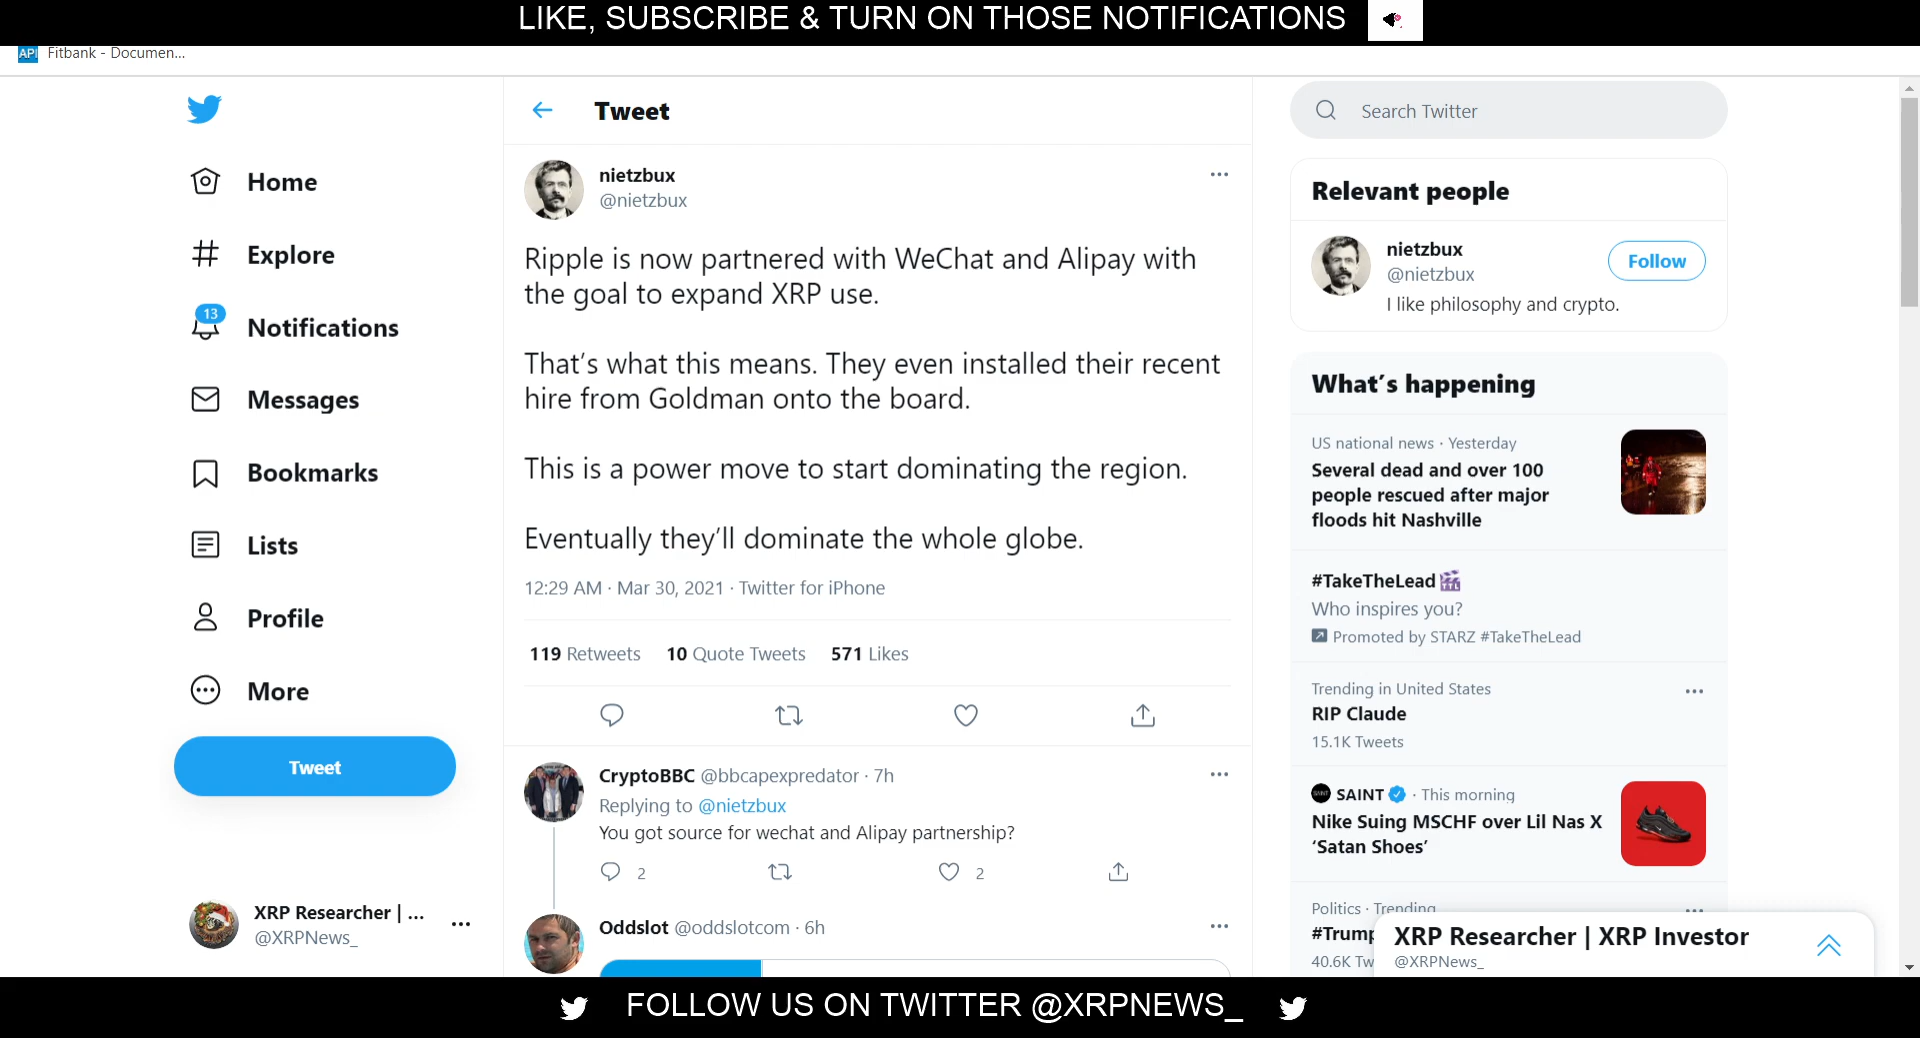 LIKE, SUBSCRIBE & TURN ON THOSE NOTIFICATIONS
API Fitbank - Documen...
Home
Explore
13
Notifications
Messages
Bookmarks
Lists
Profile
More
Tweet
XRP Researcher | ...
@XRPNews_
Tweet
nietzbux
@nietzbux
Ripple is now partnered with WeChat and Alipay with
the goal to expand XRP use.
That's what this means. They even installed their recent
hire from Goldman onto the board.
This is a power move to start dominating the region.
Eventually they'll dominate the whole globe.
12:29 AM · Mar 30, 2021 · Twitter for iPhone
119 Retweets 10 Quote Tweets 571 Likes
CryptoBBC @bbcapexpredator · 7h
Replying to @nietzbux
You got source for wechat and Alipay partnership?
2 2
Oddslot @oddslotcom · 6h
Search Twitter
Relevant people
nietzbux
@nietzbux
Follow
I like philosophy and crypto.
What's happening
US national news · Yesterday
Several dead and over 100
people rescued after major
floods hit Nashville
#TakeTheLead
Who inspires you?
Promoted by STARZ #TakeTheLead
Trending in United States
RIP Claude
15.1K Tweets
SAINT · This morning
Nike Suing MSCHF over Lil Nas X
'Satan Shoes'
Politics · Trending
#Trump
40.6K Tw
XRP Researcher | XRP Investor
@XRPNews_
FOLLOW US ON TWITTER @XRPNEWS_